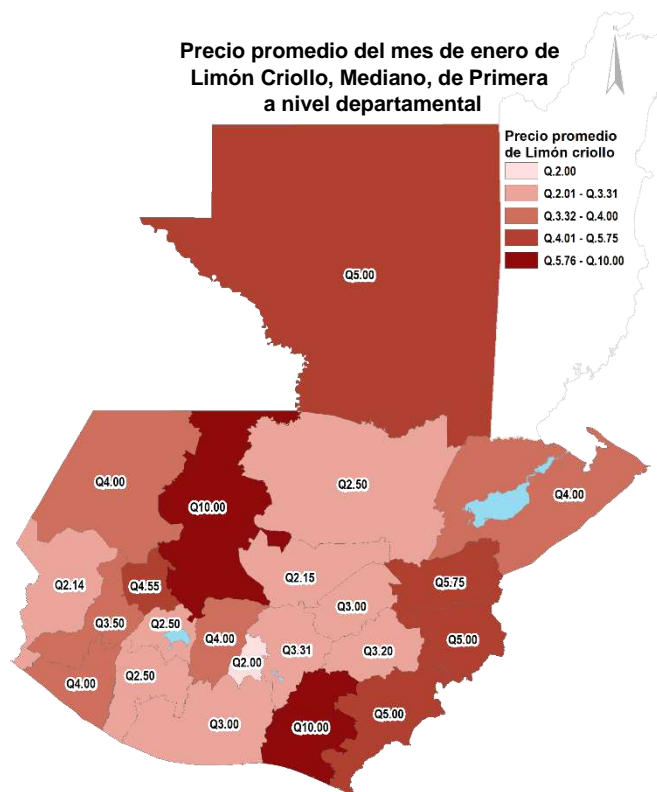 Precio promedio del mes de enero de
Limón Criollo, Mediano, de Primera
a nivel departamental
Precio promedio
de Limón criollo
Q.2.00
Q.2.01 - Q.3.31
Q.3.32 - Q.4.00
Q.4.01 - Q.5.75
Q.5.76 - Q.10.00
Q5.00
Q4.00
Q10.00
Q2.50
Q4.00
Q2.14
Q4.55
Q2.15
Q5.75
Q3.00
Q3.50
Q2.50
Q4.00
Q2.00
Q3.31
Q3.20
Q5.00
Q4.00
Q2.50
Q3.00
Q10.00
Q5.00